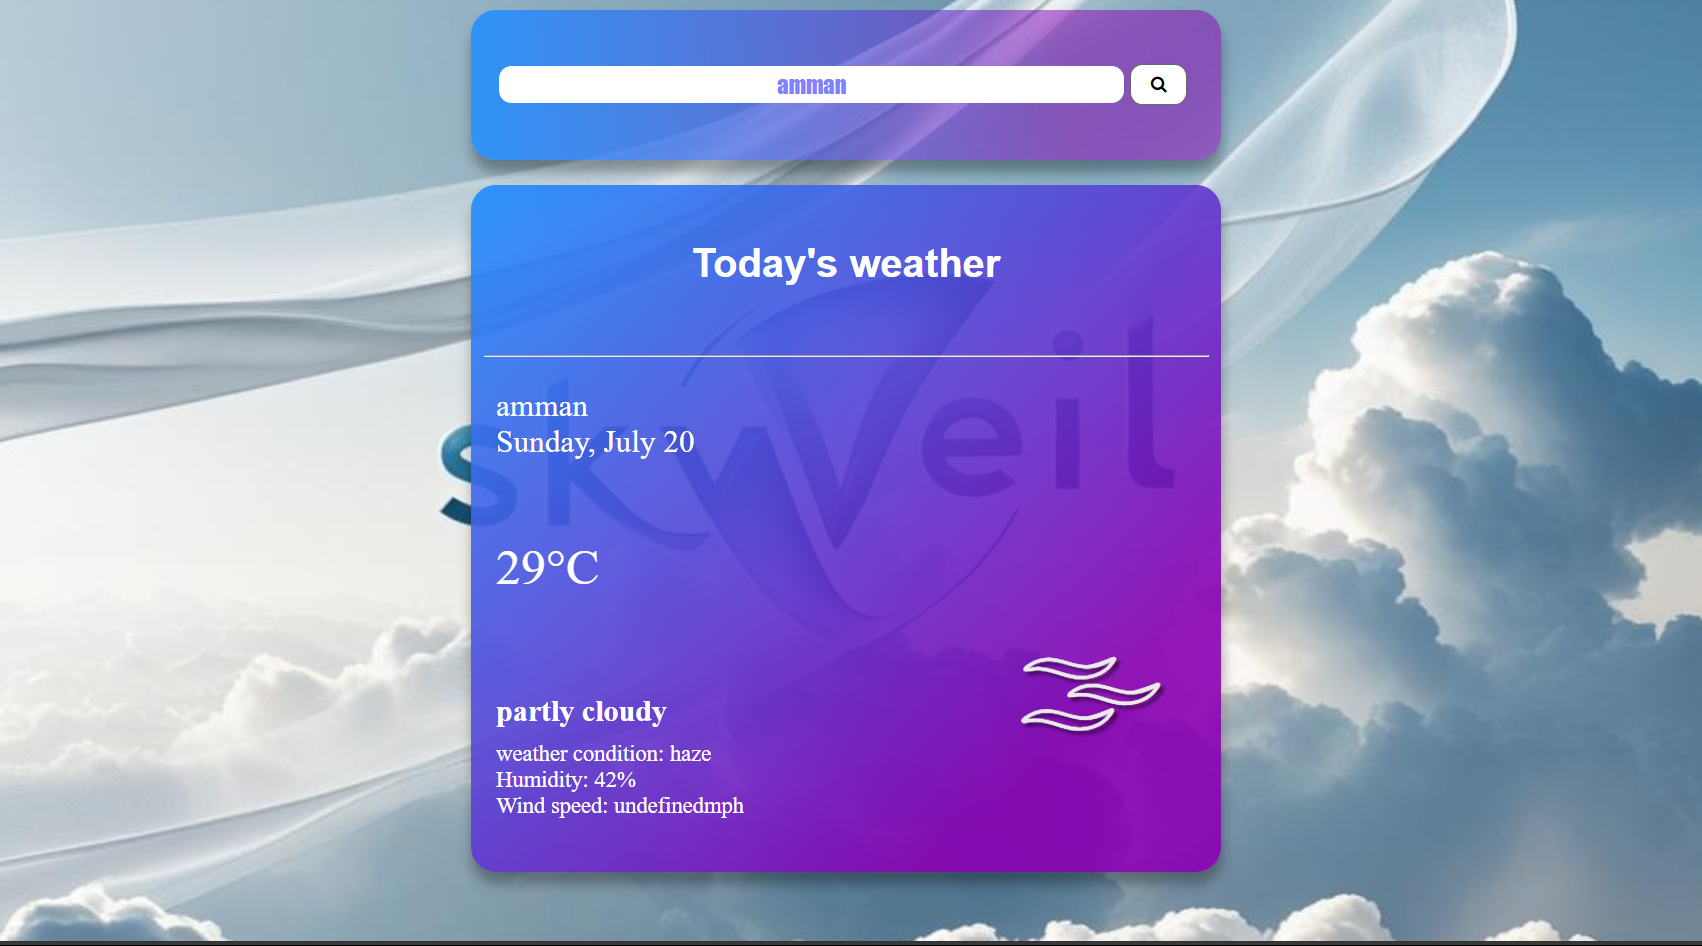 amman
Today's weather
skyVeil
amman
Sunday, July 20
29°C
partly cloudy
weather condition: haze
Humidity: 42%
Wind speed: undefinedmph